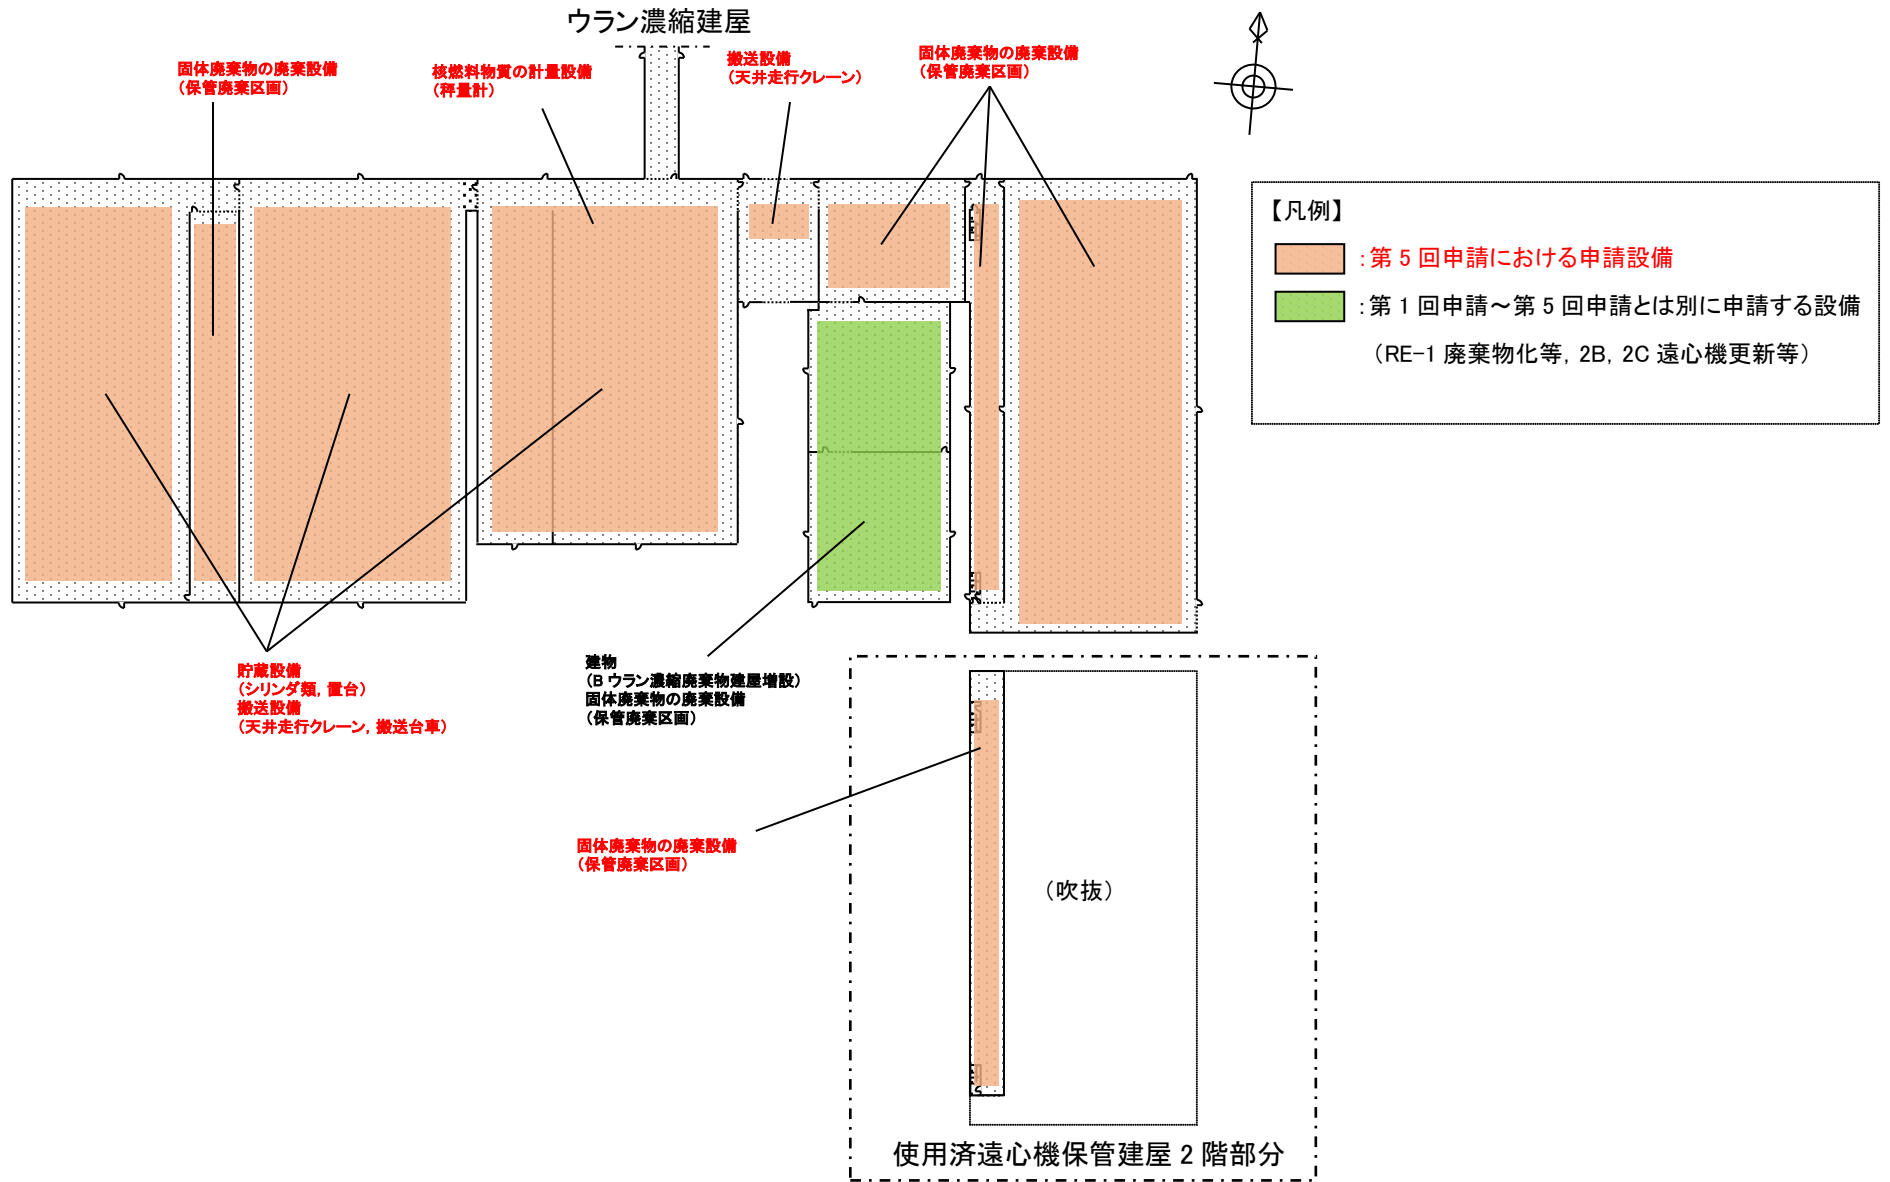 ウラン濃縮建屋
固体廃棄物の廃棄設備
（保管廃棄区画）
核燃料物質の計量設備
（秤量計）
搬送設備
（天井走行クレーン）
固体廃棄物の廃棄設備
（保管廃棄区画）
【凡例】
：第 5 回申請における申請設備
：第 1 回申請～第 5 回申請とは別に申請する設備
（RE-1 廃棄物化等，2B，2C 遠心機更新等）
貯蔵設備
（シリンダ類，置台）
搬送設備
（天井走行クレーン，搬送台車）
建物
（B ウラン濃縮廃棄物建屋増設）
固体廃棄物の廃棄設備
（保管廃棄区画）
固体廃棄物の廃棄設備
（保管廃棄区画）
（吹抜）
使用済遠心機保管建屋 2 階部分